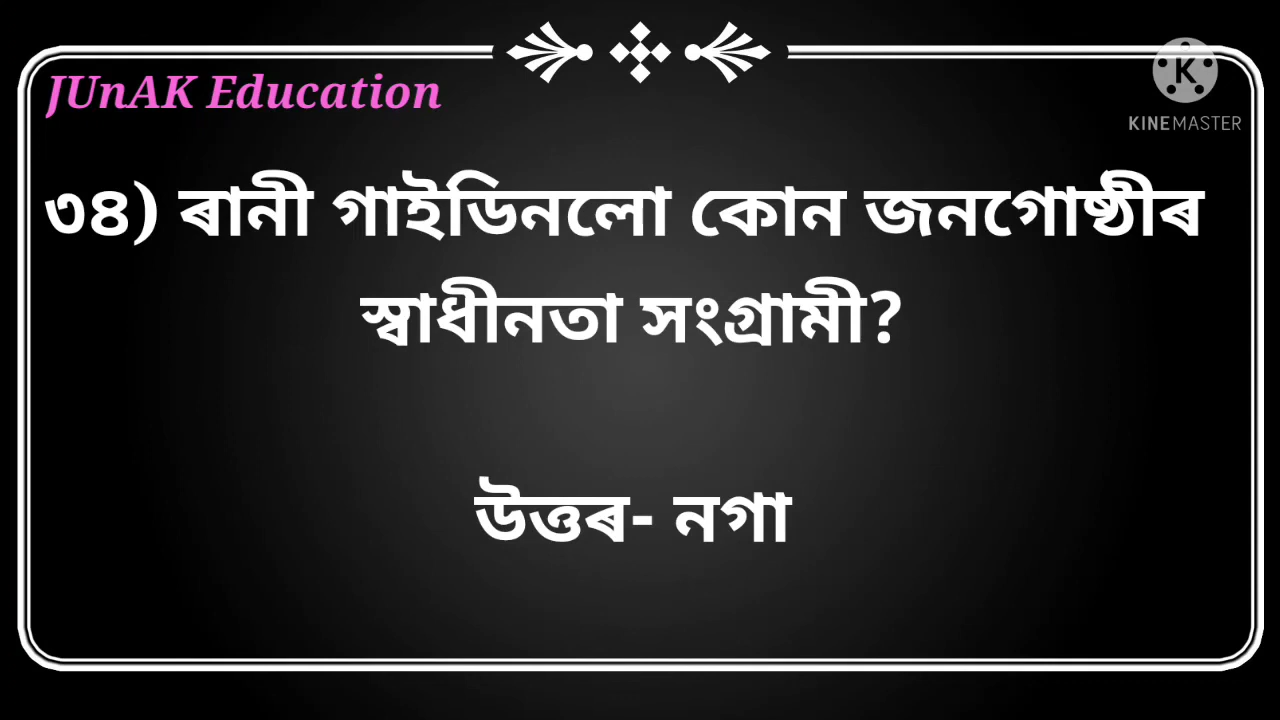 JUnAK Education
KINEMASTER
৩৪) ৰানী গাইডিনলো কোন জনগোষ্ঠীৰ
স্বাধীনতা সংগ্ৰামী?
উত্তৰ- নগা